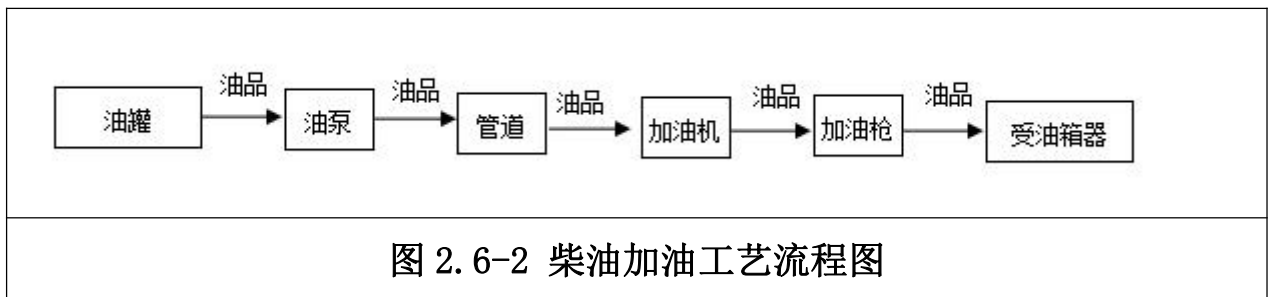 油品 油品 油品 油品 油品
油罐 油泵 管道 加油机 加油枪 受油箱器
图 2.6-2 柴油加油工艺流程图